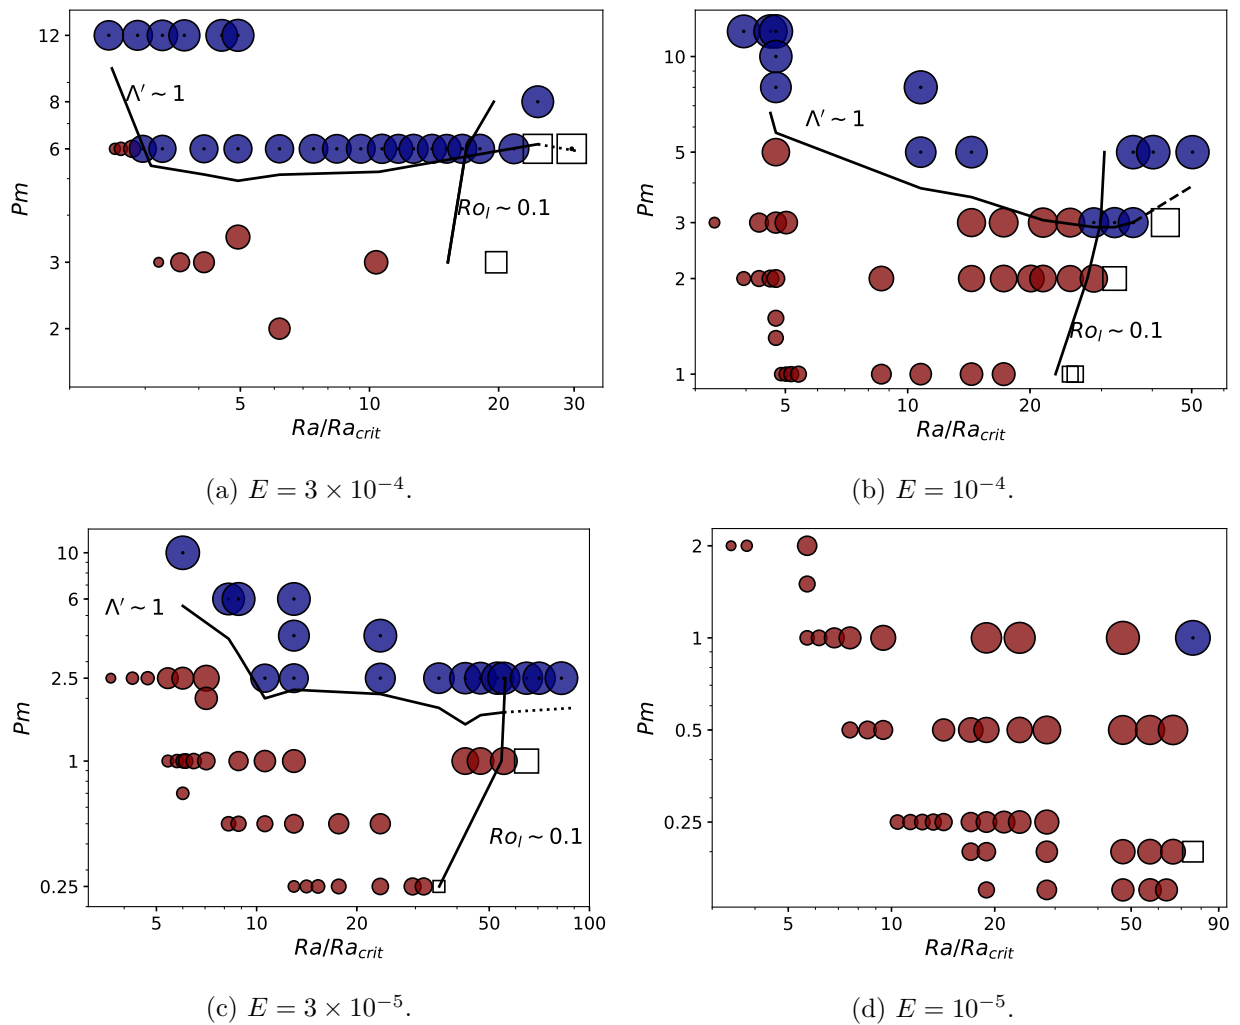 12
8
6
3
2
Pm
Λ′ ~ 1
Ro_l ~ 0.1
5 10 20 30
Ra/Ra_crit
(a) E = 3 × 10⁻⁴.
10
5
3
2
1
Pm
Λ′ ~ 1
Ro_l ~ 0.1
5 10 20 50
Ra/Ra_crit
(b) E = 10⁻⁴.
10
6
2.5
1
0.25
Pm
Λ′ ~ 1
Ro_l ~ 0.1
5 10 20 50 100
Ra/Ra_crit
(c) E = 3 × 10⁻⁵.
2
1
0.5
0.25
Pm
5 10 20 50 90
Ra/Ra_crit
(d) E = 10⁻⁵.